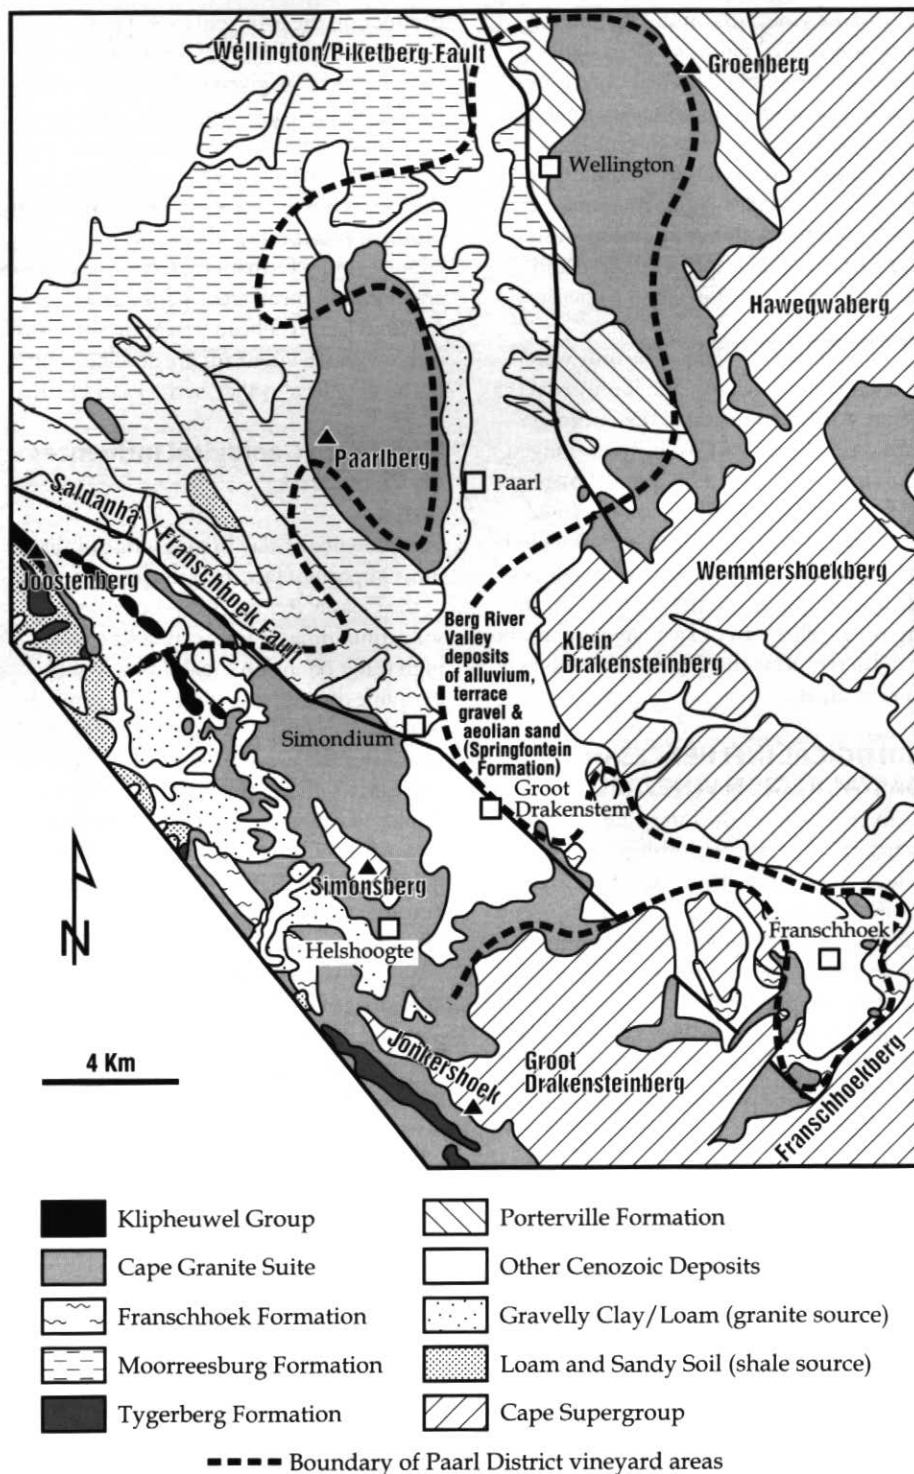 Wellington/Piketberg Fault
Groenberg
Wellington
Haweqwaberg
Paarlberg
Paarl
Saldanha / Franschhoek Fault
Joostenberg
Wemmershoekberg
Klein
Drakensteinberg
Berg River
Valley
deposits
of alluvium,
terrace
gravel &
aeolian sand
(Springfontein
Formation)
Simondium
Groot
Drakenstem
Simonsberg
Helshoogte
Franschhoek
N
4 Km
Jonkershoek
Groot
Drakensteinberg
Franschhoekberg
Klipheuwel Group
Cape Granite Suite
Franschhoek Formation
Moorreesburg Formation
Tygerberg Formation
Porterville Formation
Other Cenozoic Deposits
Gravelly Clay/Loam (granite source)
Loam and Sandy Soil (shale source)
Cape Supergroup
Boundary of Paarl District vineyard areas